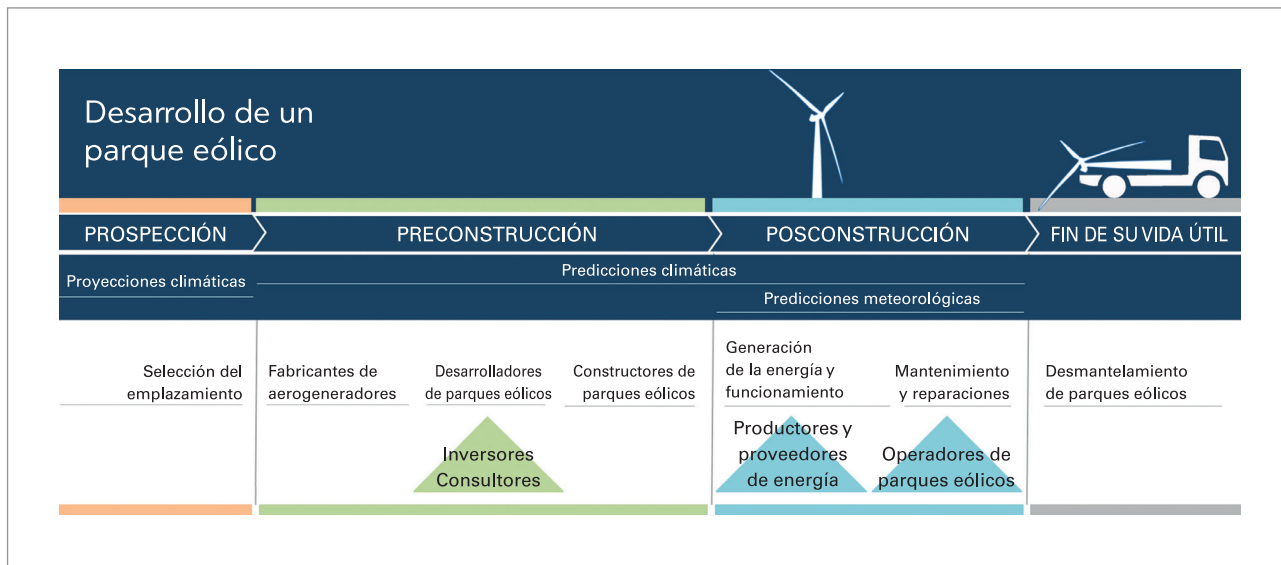 Desarrollo de un
parque eólico
PROSPECCIÓN
PRECONSTRUCCIÓN
POSCONSTRUCCIÓN
FIN DE SU VIDA ÚTIL
Proyecciones climáticas
Predicciones climáticas
Predicciones meteorológicas
Selección del
emplazamiento
Fabricantes de
aerogeneradores
Desarrolladores
de parques eólicos
Constructores de
parques eólicos
Generación
de la energía y
funcionamiento
Mantenimiento
y reparaciones
Desmantelamiento
de parques eólicos
Inversores
Consultores
Productores y
proveedores
de energía
Operadores de
parques eólicos